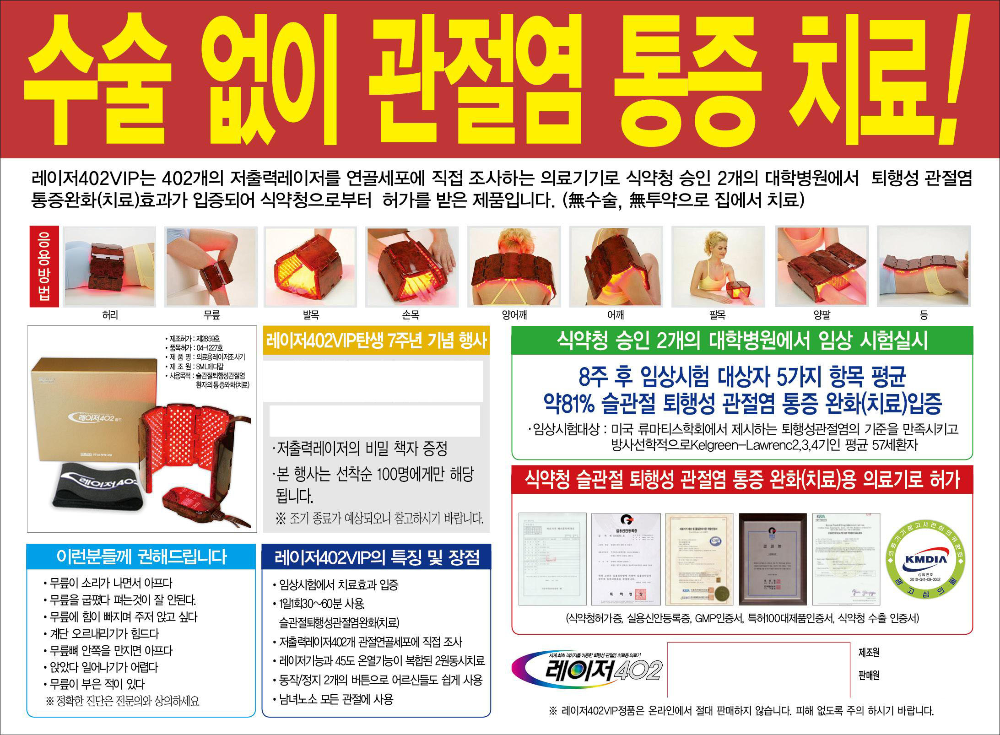 수술 없이 관절염 통증 치료!
레이저402VIP는 402개의 저출력레이저를 연골세포에 직접 조사하는 의료기기로 식약청 승인 2개의 대학병원에서 퇴행성 관절염
통증완화(치료)효과가 입증되어 식약청으로부터 허가를 받은 제품입니다. (無수술, 無투약으로 집에서 치료)
응용방법
허리
무릎
발목
손목
양어깨
어깨
팔목
양팔
등
• 제조허가 : 제2859호
• 품목허가 : 04-1227호
• 제 품 명 : 의료용레이저조사기
• 제 조 원 : SML메디칼
• 사용목적 : 슬관절퇴행성관절염
환자의 통증완화(치료)
레이저402 골드
레이저402
레이저402VIP탄생 7주년 기념 행사
·저출력레이저의 비밀 책자 증정
·본 행사는 선착순 100명에게만 해당
됩니다.
※ 조기 종료가 예상되오니 참고하시기 바랍니다.
식약청 승인 2개의 대학병원에서 임상 시험실시
8주 후 임상시험 대상자 5가지 항목 평균
약81% 슬관절 퇴행성 관절염 통증 완화(치료)입증
·임상시험대상 : 미국 류마티스학회에서 제시하는 퇴행성관절염의 기준을 만족시키고
방사선학적으로Kelgreen-Lawrenc2,3,4기인 평균 57세환자
식약청 슬관절 퇴행성 관절염 통증 완화(치료)용 의료기로 허가
실용신안등록증
특 허 청 장
GMP
KFDA
CERTIFICATE OF FREE SALES
의료기기광고사전심의위원회
KMDIA
심의번호
2010-GN1-09-0052
광고심의필
(식약청허가증, 실용신안등록증, GMP인증서, 특허100대제품인증서, 식약청 수출 인증서)
이런분들께 권해드립니다
• 무릎이 소리가 나면서 아프다
• 무릎을 굽폈다 펴는것이 잘 안된다.
• 무릎에 힘이 빠지며 주저 앉고 싶다
• 계단 오르내리기가 힘드다
• 무릎뼈 안쪽을 만지면 아프다
• 앉았다 일어나기가 어렵다
• 무릎이 부은 적이 있다
※ 정확한 진단은 전문의와 상의하세요
레이저402VIP의 특징 및 장점
• 임상시험에서 치료효과 입증
• 1일1회30~60분 사용.
슬관절퇴행성관절염완화(치료)
• 저출력레이저402개 관절연골세포에 직접 조사
• 레이저기능과 45도 온열기능이 복합된 2원동시치료
• 동작/정지 2개의 버튼으로 어르신들도 쉽게 사용
• 남녀노소 모든 관절에 사용
세계 최초 레이저를 이용한 퇴행성 관절염 치료용 의료기
레이저402
제조원
판매원
※ 레이저402VIP정품은 온라인에서 절대 판매하지 않습니다. 피해 없도록 주의 하시기 바랍니다.